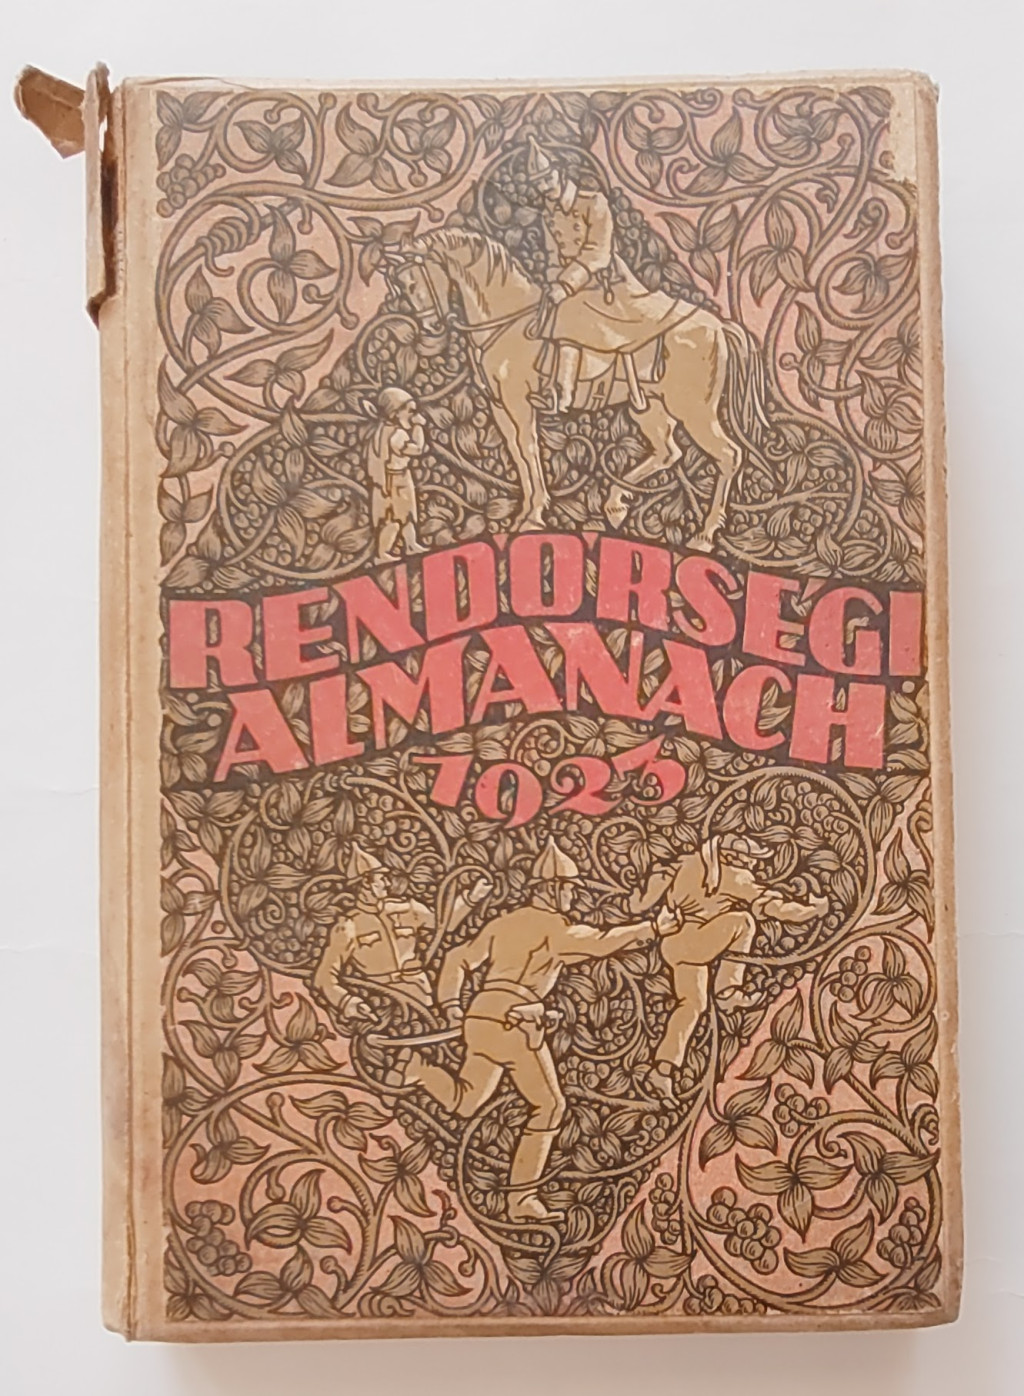 RENDŐRSÉGI
ALMANACH
1923